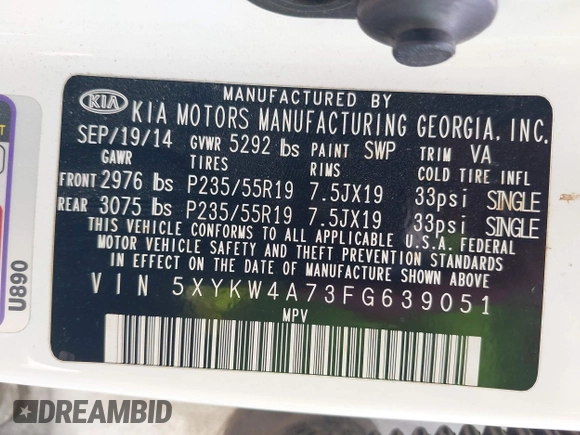 MANUFACTURED BY
KIA KIA MOTORS MANUFACTURING GEORGIA, INC.
SEP/19/14 GVWR 5292 lbs PAINT SWP TRIM VA
GAWR TIRES RIMS COLD TIRE INFL
FRONT 2976 lbs P235/55R19 7.5JX19 33psi SINGLE
REAR 3075 lbs P235/55R19 7.5JX19 33psi SINGLE
THIS VEHICLE CONFORMS TO ALL APPLICABLE U.S.A. FEDERAL
MOTOR VEHICLE SAFETY AND THEFT PREVENTION STANDARDS
IN EFFECT ON THE DATE OF MANUFACTURE SHOWN ABOVE.
VIN 5XYKW4A73FG639051
MPV
U890
DREAMBID